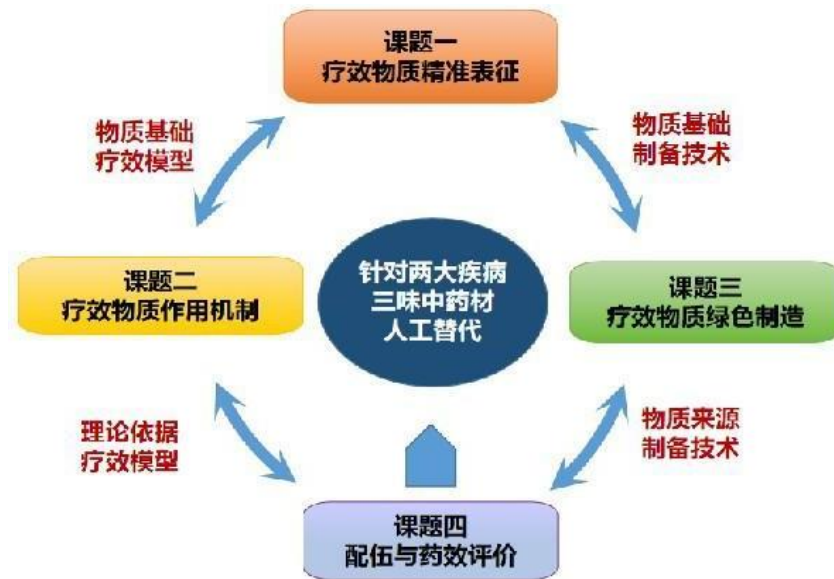 课题一
疗效物质精准表征
物质基础
疗效模型
物质基础
制备技术
课题二
疗效物质作用机制
针对两大疾病
三味中药材
人工替代
课题三
疗效物质绿色制造
理论依据
疗效模型
物质来源
制备技术
课题四
配伍与药效评价